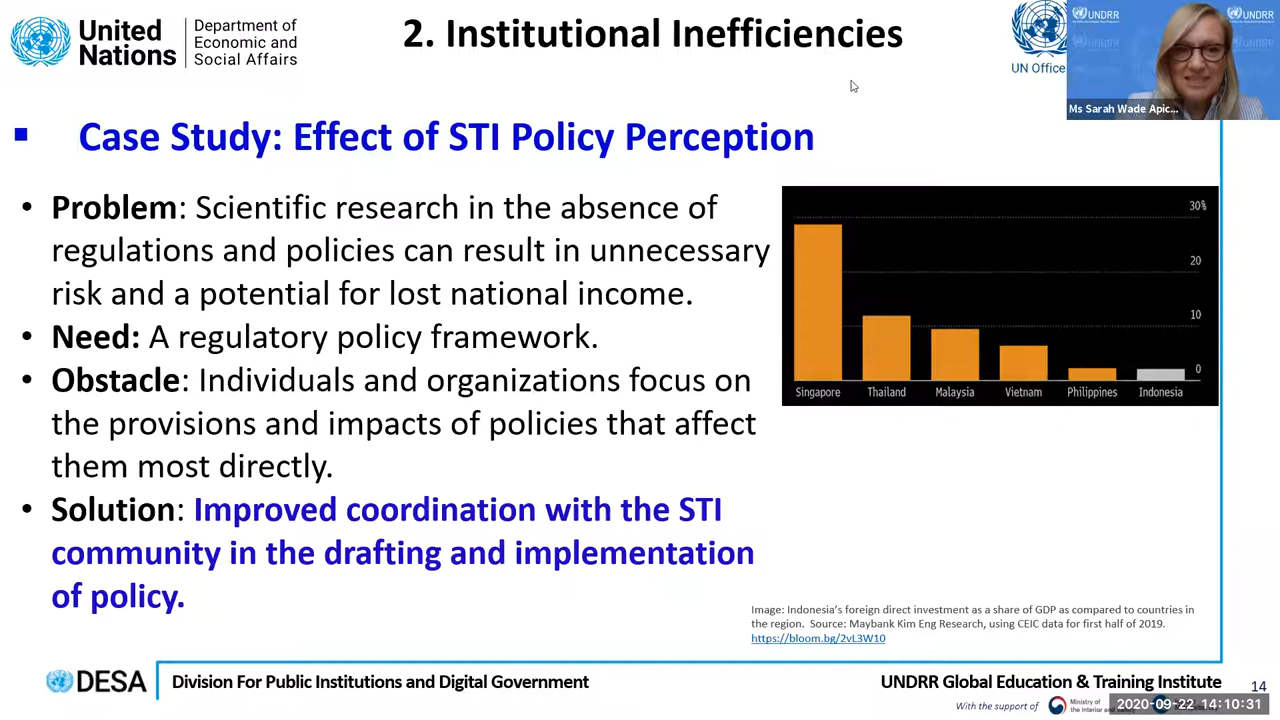 United
Nations
Department of
Economic and
Social Affairs
2. Institutional Inefficiencies
UN Office
UNDRR
UNDRR
Ms Sarah Wade Apic...
▪ Case Study: Effect of STI Policy Perception
• Problem: Scientific research in the absence of
regulations and policies can result in unnecessary
risk and a potential for lost national income.
• Need: A regulatory policy framework.
• Obstacle: Individuals and organizations focus on
the provisions and impacts of policies that affect
them most directly.
• Solution: Improved coordination with the STI
community in the drafting and implementation
of policy.
30%
20
10
0
Singapore Thailand Malaysia Vietnam Philippines Indonesia
Image: Indonesia's foreign direct investment as a share of GDP as compared to countries in
the region. Source: Maybank Kim Eng Research, using CEIC data for first half of 2019.
https://bloom.bg/2vL3W10
DESA
Division For Public Institutions and Digital Government
UNDRR Global Education & Training Institute
14
With the support of
Ministry of
the Interior and Safety
2020-09-22 14:10:31